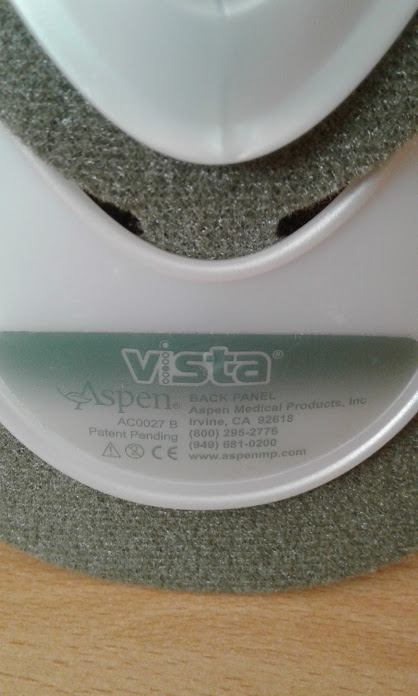 vista®
Aspen®
AC0027 B
Patent Pending
CE
BACK PANEL
Aspen Medical Products, Inc
Irvine, CA 92618
(800) 295-2776
(949) 681-0200
www.aspenmp.com